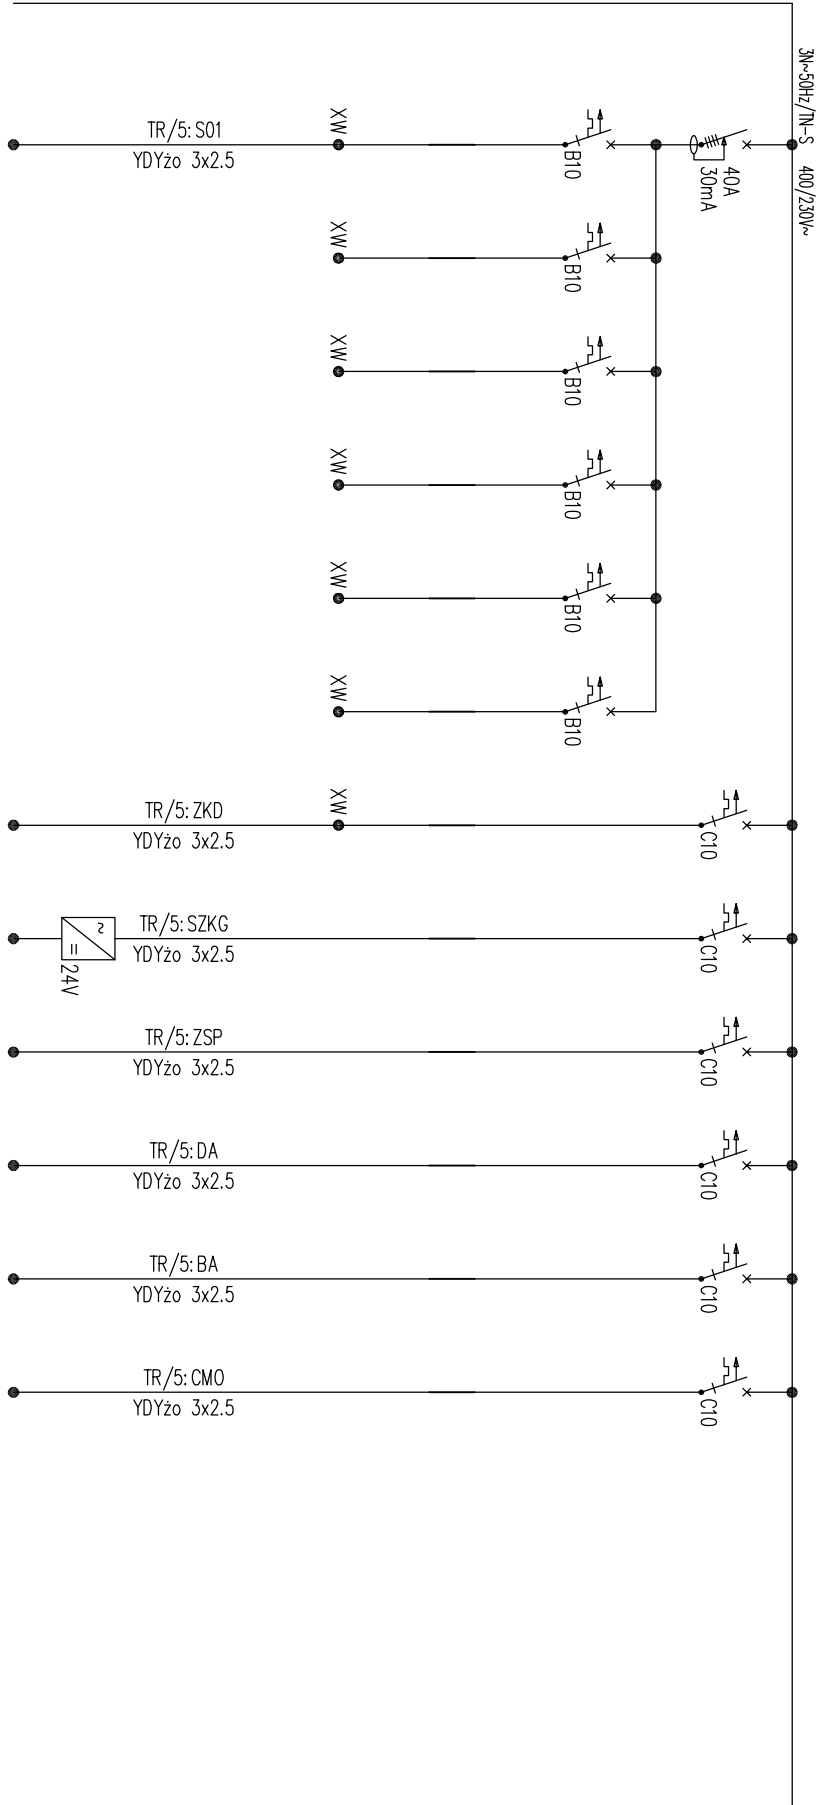 3N~50Hz/TN-S 400/230V~
40A
30mA
TR/5:S01
YDYżo 3x2.5
XW
B10
XW
B10
XW
B10
XW
B10
XW
B10
XW
B10
TR/5:ZKD
YDYżo 3x2.5
XW
C10
TR/5:SZKG
YDYżo 3x2.5
~
=
24V
C10
TR/5:ZSP
YDYżo 3x2.5
C10
TR/5:DA
YDYżo 3x2.5
C10
TR/5:BA
YDYżo 3x2.5
C10
TR/5:CMO
YDYżo 3x2.5
C10